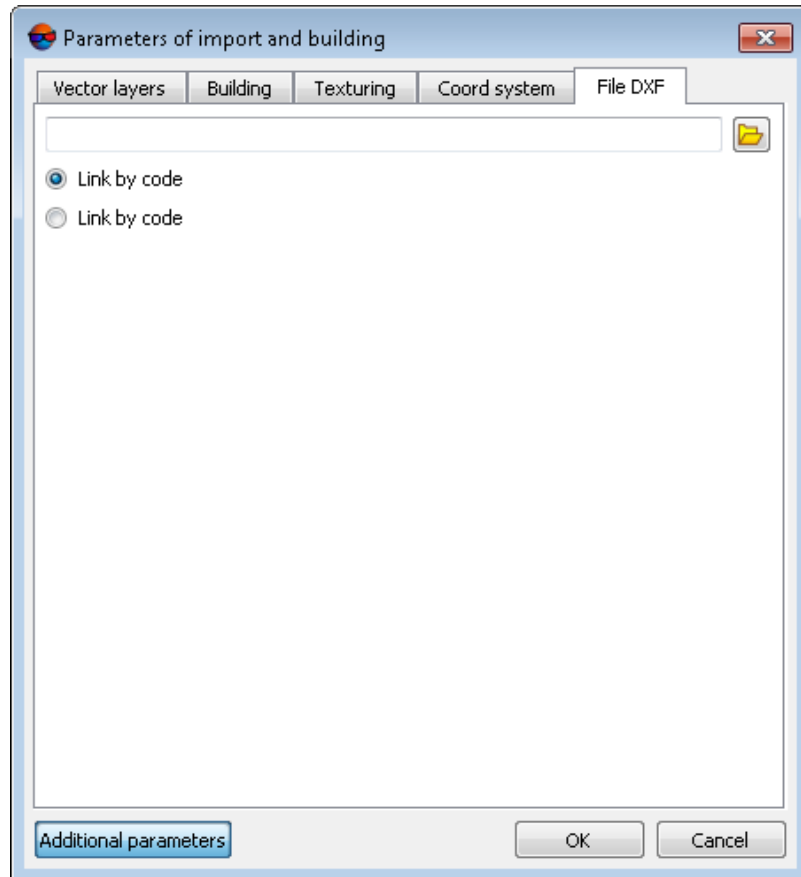 Parameters of import and building
Vector layers Building Texturing Coord system File DXF
Link by code
Link by code
Additional parameters OK Cancel